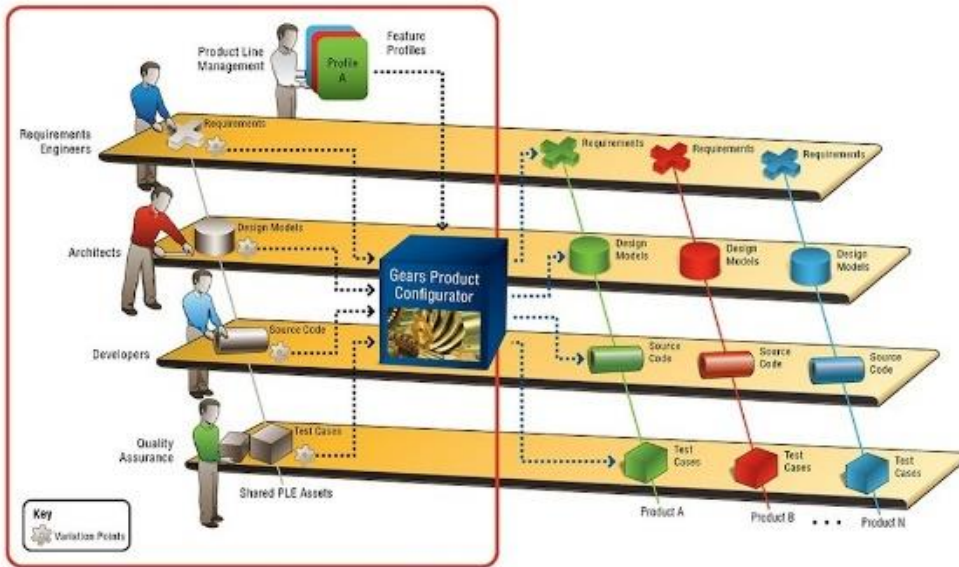 Product Line
Management
Profile
A
Feature
Profiles
Requirements
Engineers
Requirements
Requirements
Requirements
Requirements
Architects
Design Models
Gears Product
Configurator
Design
Models
Design
Models
Design
Models
Developers
Source Code
Source
Code
Source
Code
Source
Code
Quality
Assurance
Test Cases
Test
Cases
Test
Cases
Test
Cases
Shared PLE Assets
Product A
Product B
• • •
Product N
Key
Variation Points